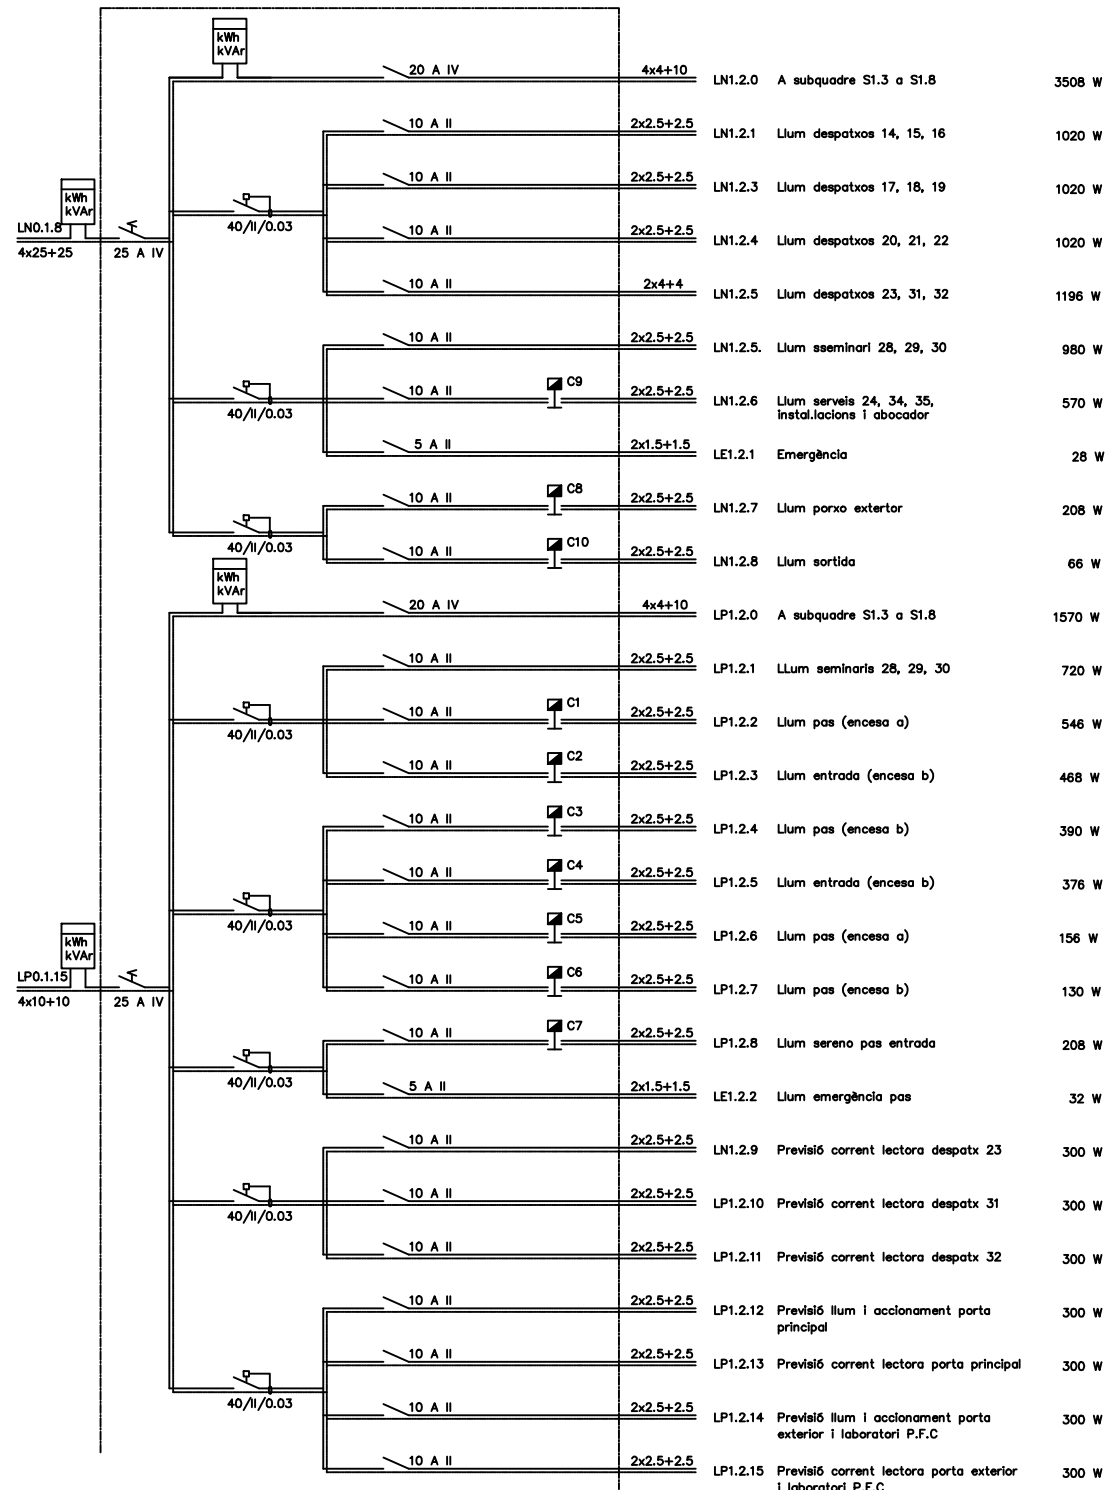 kWh
kVAr
20 A IV 4x4+10 LN1.2.0 A subquadre S1.3 a S1.8 3508 W
10 A II 2x2.5+2.5 LN1.2.1 Llum despatxos 14, 15, 16 1020 W
10 A II 2x2.5+2.5 LN1.2.3 Llum despatxos 17, 18, 19 1020 W
kWh
kVAr
40/II/0.03
LN0.1.8
4x25+25 25 A IV
10 A II 2x2.5+2.5 LN1.2.4 Llum despatxos 20, 21, 22 1020 W
10 A II 2x4+4 LN1.2.5 Llum despatxos 23, 31, 32 1196 W
10 A II 2x2.5+2.5 LN1.2.5. Llum sseminari 28, 29, 30 980 W
40/II/0.03
10 A II C9 2x2.5+2.5 LN1.2.6 Llum serveis 24, 34, 35, 570 W
instal.lacions i abocador
5 A II 2x1.5+1.5 LE1.2.1 Emergència 28 W
10 A II C8 2x2.5+2.5 LN1.2.7 Llum porxo extertor 208 W
40/II/0.03
10 A II C10 2x2.5+2.5 LN1.2.8 Llum sortida 66 W
kWh
kVAr
20 A IV 4x4+10 LP1.2.0 A subquadre S1.3 a S1.8 1570 W
10 A II 2x2.5+2.5 LP1.2.1 LLum seminaris 28, 29, 30 720 W
40/II/0.03
10 A II C1 2x2.5+2.5 LP1.2.2 Llum pas (encesa a) 546 W
10 A II C2 2x2.5+2.5 LP1.2.3 Llum entrada (encesa b) 468 W
10 A II C3 2x2.5+2.5 LP1.2.4 Llum pas (encesa b) 390 W
10 A II C4 2x2.5+2.5 LP1.2.5 Llum entrada (encesa b) 376 W
40/II/0.03
10 A II C5 2x2.5+2.5 LP1.2.6 Llum pas (encesa a) 156 W
kWh
kVAr
LP0.1.15
4x10+10 25 A IV
10 A II C6 2x2.5+2.5 LP1.2.7 Llum pas (encesa b) 130 W
10 A II C7 2x2.5+2.5 LP1.2.8 Llum sereno pas entrada 208 W
40/II/0.03
5 A II 2x1.5+1.5 LE1.2.2 Llum emergència pas 32 W
10 A II 2x2.5+2.5 LN1.2.9 Previsió corrent lectora despatx 23 300 W
40/II/0.03
10 A II 2x2.5+2.5 LP1.2.10 Previsió corrent lectora despatx 31 300 W
10 A II 2x2.5+2.5 LP1.2.11 Previsió corrent lectora despatx 32 300 W
10 A II 2x2.5+2.5 LP1.2.12 Previsió llum i accionament porta 300 W
principal
10 A II 2x2.5+2.5 LP1.2.13 Previsió corrent lectora porta principal 300 W
40/II/0.03
10 A II 2x2.5+2.5 LP1.2.14 Previsió llum i accionament porta 300 W
exterior i laboratori P.F.C
10 A II 2x2.5+2.5 LP1.2.15 Previsió corrent lectora porta exterior 300 W
i laboratori P.F.C